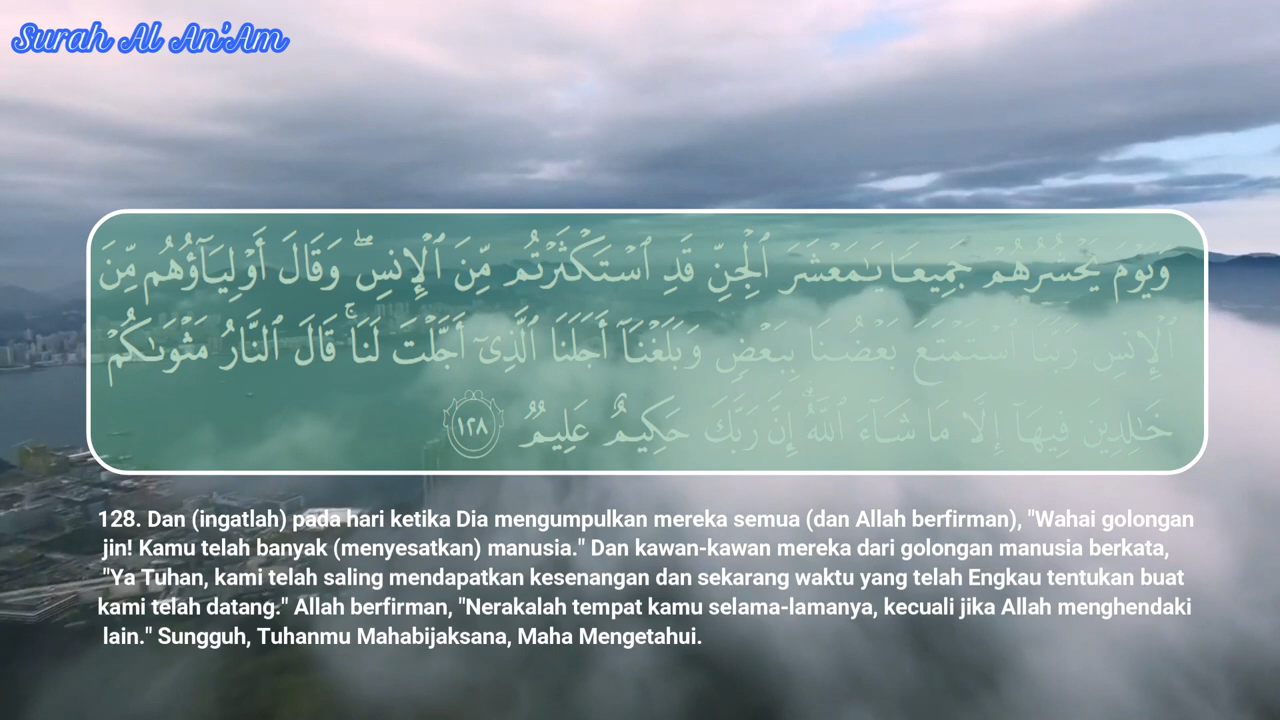 Surah Al An'Am
وَيَوْمَ يَحْشُرُهُمْ جَمِيعًا يَـٰمَعْشَرَ ٱلْجِنِّ قَدِ ٱسْتَكْثَرْتُم مِّنَ ٱلْإِنسِ ۖ وَقَالَ أَوْلِيَآؤُهُم مِّنَ
ٱلْإِنسِ رَبَّنَا ٱسْتَمْتَعَ بَعْضُنَا بِبَعْضٍ وَبَلَغْنَآ أَجَلَنَا ٱلَّذِىٓ أَجَّلْتَ لَنَا ۚ قَالَ ٱلنَّارُ مَثْوَىٰكُمْ
خَـٰلِدِينَ فِيهَآ إِلَّا مَا شَآءَ ٱللَّهُ ۗ إِنَّ رَبَّكَ حَكِيمٌ عَلِيمٌ ١٢٨
128. Dan (ingatlah) pada hari ketika Dia mengumpulkan mereka semua (dan Allah berfirman), "Wahai golongan
jin! Kamu telah banyak (menyesatkan) manusia." Dan kawan-kawan mereka dari golongan manusia berkata,
"Ya Tuhan, kami telah saling mendapatkan kesenangan dan sekarang waktu yang telah Engkau tentukan buat
kami telah datang." Allah berfirman, "Nerakalah tempat kamu selama-lamanya, kecuali jika Allah menghendaki
lain." Sungguh, Tuhanmu Mahabijaksana, Maha Mengetahui.